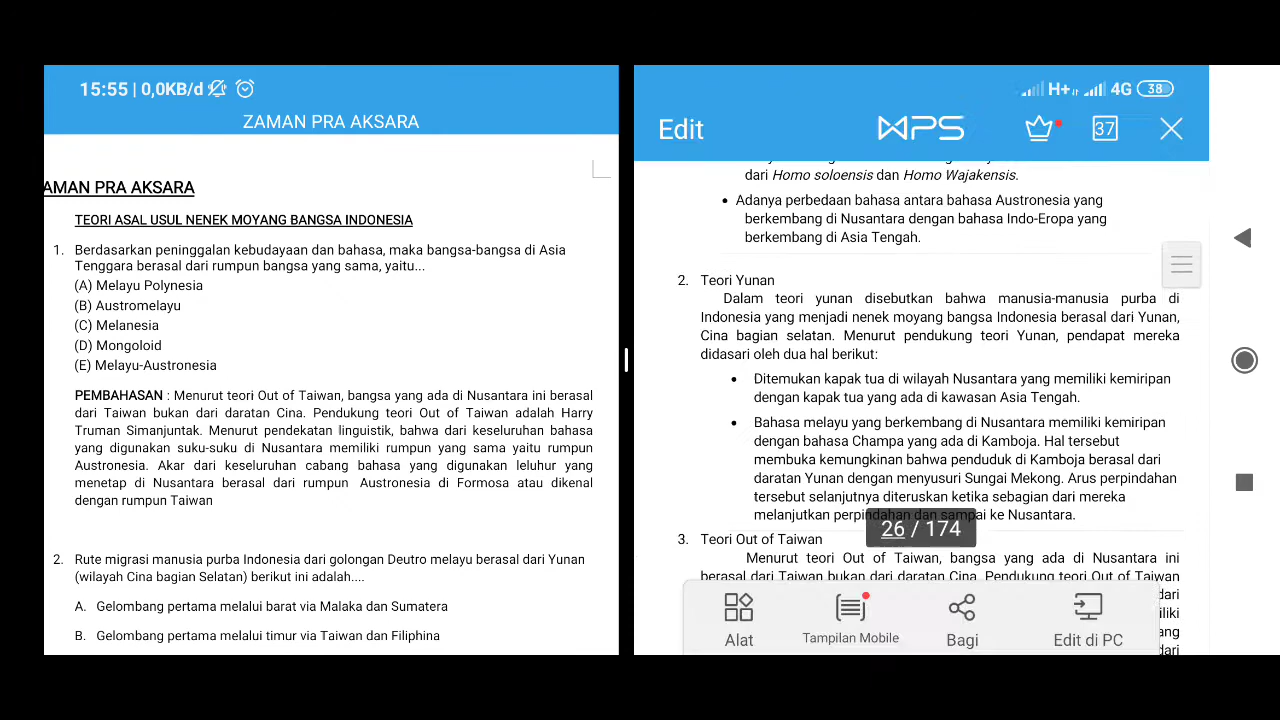 15:55 | 0,0KB/d
ZAMAN PRA AKSARA
AMAN PRA AKSARA
TEORI ASAL USUL NENEK MOYANG BANGSA INDONESIA
1. Berdasarkan peninggalan kebudayaan dan bahasa, maka bangsa-bangsa di Asia
Tenggara berasal dari rumpun bangsa yang sama, yaitu...
(A) Melayu Polynesia
(B) Austromelayu
(C) Melanesia
(D) Mongoloid
(E) Melayu-Austronesia
PEMBAHASAN : Menurut teori Out of Taiwan, bangsa yang ada di Nusantara ini berasal
dari Taiwan bukan dari daratan Cina. Pendukung teori Out of Taiwan adalah Harry
Truman Simanjuntak. Menurut pendekatan linguistik, bahwa dari keseluruhan bahasa
yang digunakan suku-suku di Nusantara memiliki rumpun yang sama yaitu rumpun
Austronesia. Akar dari keseluruhan cabang bahasa yang digunakan leluhur yang
menetap di Nusantara berasal dari rumpun Austronesia di Formosa atau dikenal
dengan rumpun Taiwan
2. Rute migrasi manusia purba Indonesia dari golongan Deutro melayu berasal dari Yunan
(wilayah Cina bagian Selatan) berikut ini adalah....
A. Gelombang pertama melalui barat via Malaka dan Sumatera
B. Gelombang pertama melalui timur via Taiwan dan Filiphina
H+ 4G 38
Edit WPS 37
dari Homo soloensis dan Homo Wajakensis.
• Adanya perbedaan bahasa antara bahasa Austronesia yang
berkembang di Nusantara dengan bahasa Indo-Eropa yang
berkembang di Asia Tengah.
2. Teori Yunan
Dalam teori yunan disebutkan bahwa manusia-manusia purba di
Indonesia yang menjadi nenek moyang bangsa Indonesia berasal dari Yunan,
Cina bagian selatan. Menurut pendukung teori Yunan, pendapat mereka
didasari oleh dua hal berikut:
• Ditemukan kapak tua di wilayah Nusantara yang memiliki kemiripan
dengan kapak tua yang ada di kawasan Asia Tengah.
• Bahasa melayu yang berkembang di Nusantara memiliki kemiripan
dengan bahasa Champa yang ada di Kamboja. Hal tersebut
membuka kemungkinan bahwa penduduk di Kamboja berasal dari
daratan Yunan dengan menyusuri Sungai Mekong. Arus perpindahan
tersebut selanjutnya diteruskan ketika sebagian dari mereka
melanjutkan perpindahan dan sampai ke Nusantara.
26 / 174
3. Teori Out of Taiwan
Menurut teori Out of Taiwan, bangsa yang ada di Nusantara ini
berasal dari Taiwan bukan dari daratan Cina. Pendukung teori Out of Taiwan
dari
liki
ang
dari
Alat
Tampilan Mobile
Bagi
Edit di PC